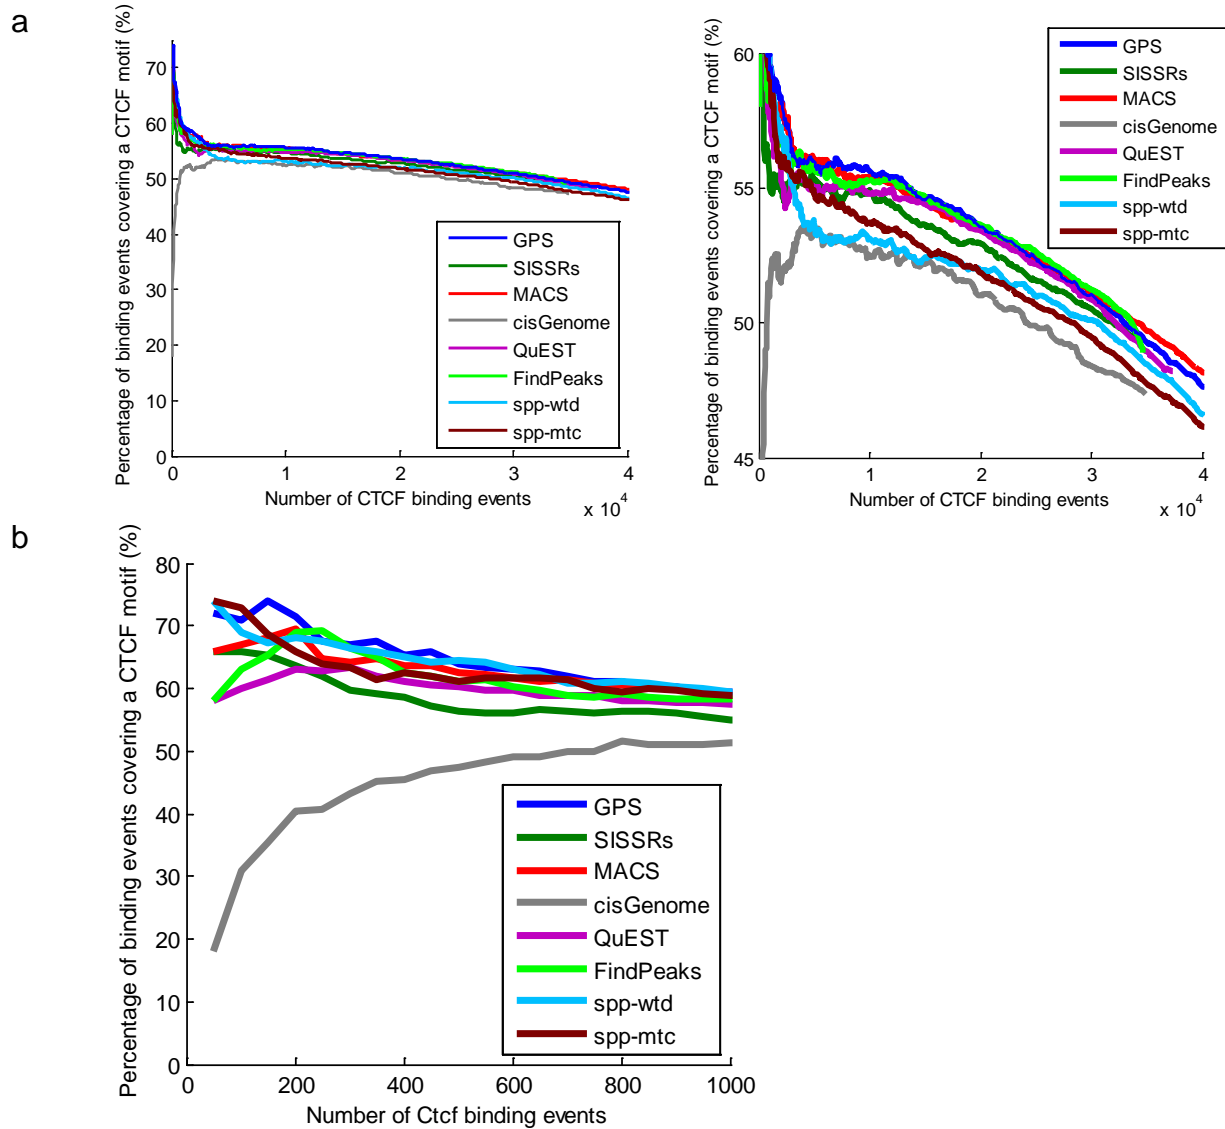 a
Percentage of binding events covering a CTCF motif (%)
70
60
50
40
30
20
10
0
0
1
2
3
4
Number of CTCF binding events
x 10^4
GPS
SISSRs
MACS
cisGenome
QuEST
FindPeaks
spp-wtd
spp-mtc
Percentage of binding events covering a CTCF motif (%)
60
55
50
45
0
1
2
3
4
Number of CTCF binding events
x 10^4
GPS
SISSRs
MACS
cisGenome
QuEST
FindPeaks
spp-wtd
spp-mtc
b
Percentage of binding events covering a CTCF motif (%)
80
70
60
50
40
30
20
10
0
0
200
400
600
800
1000
Number of Ctcf binding events
GPS
SISSRs
MACS
cisGenome
QuEST
FindPeaks
spp-wtd
spp-mtc